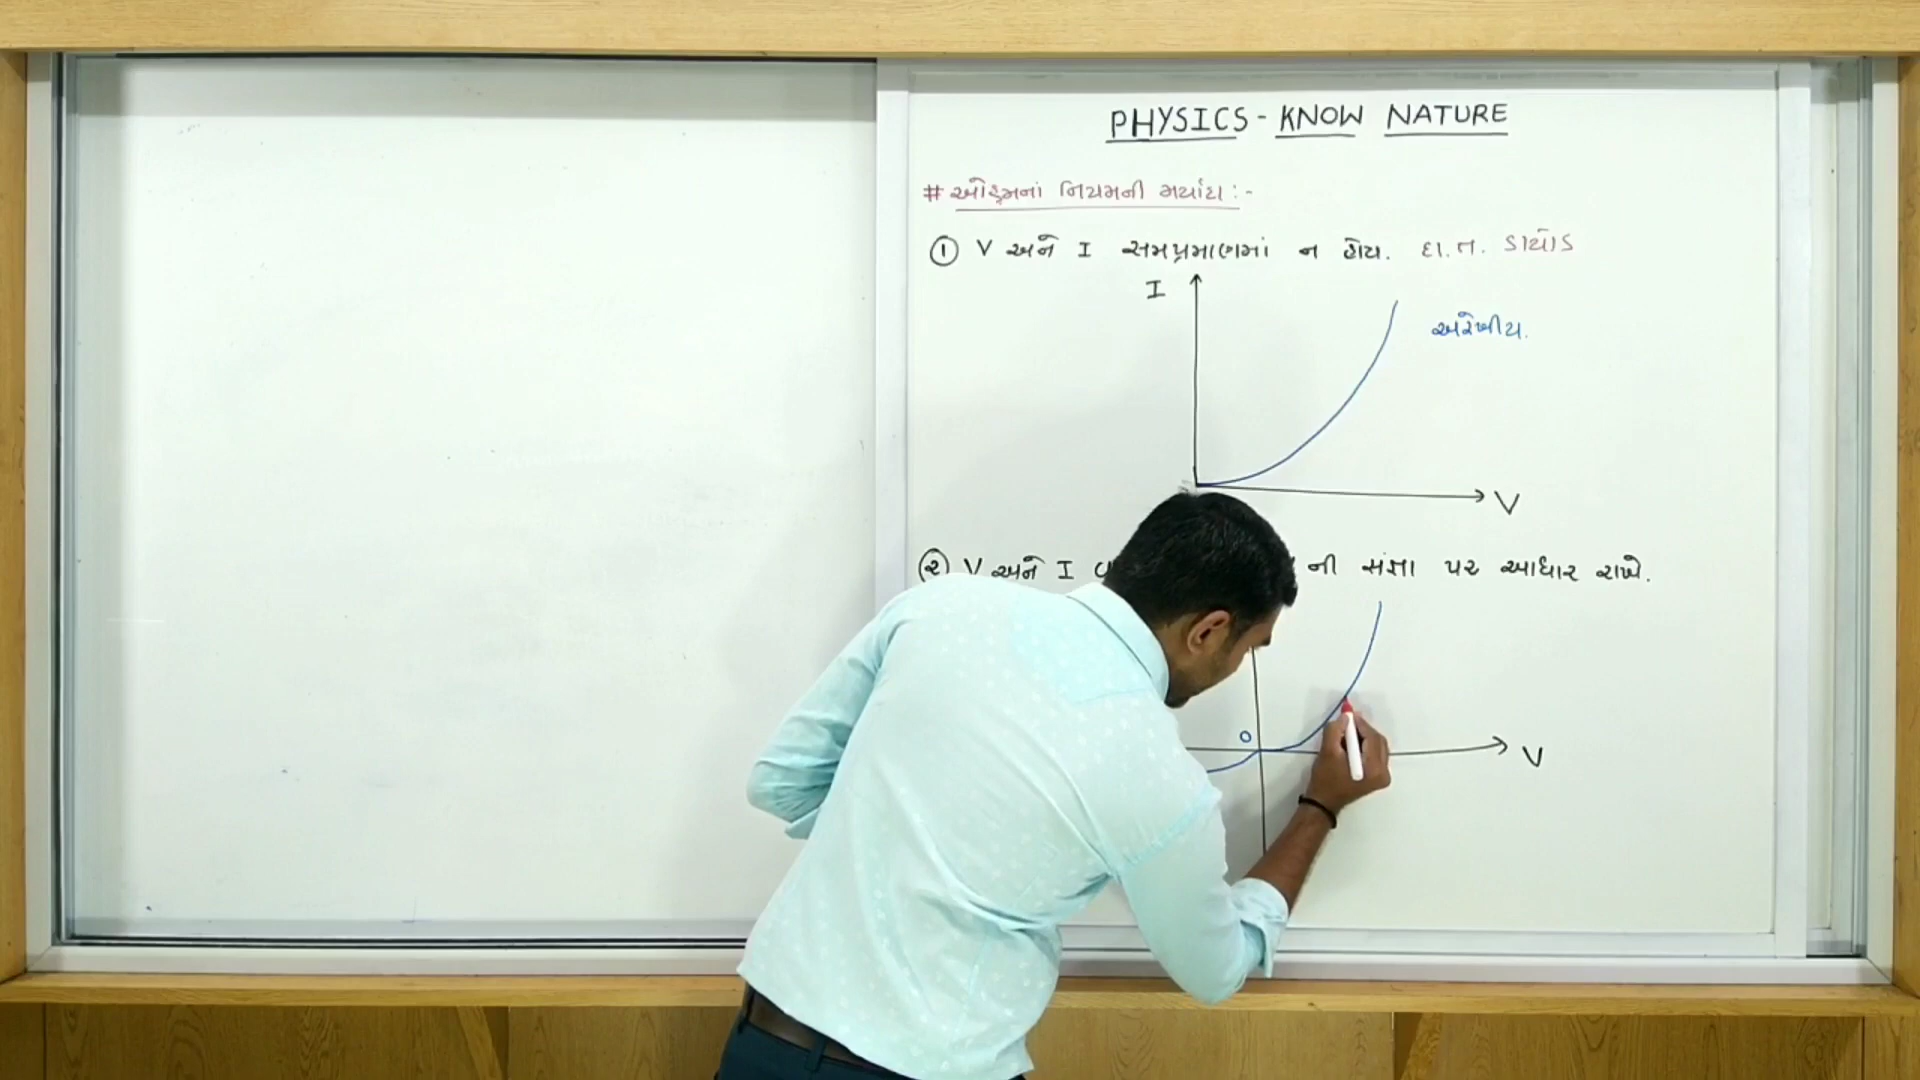 PHYSICS - KNOW NATURE
# ઓહ્મનાં નિયમની મર્યાદા :-
① V અને I સમપ્રમાણમાં ન હોય. દા.ત. ડાયોડ
I
અરેખીય.
V
② V અને I ની સંજ્ઞા પર આધાર રાખે.
O
V